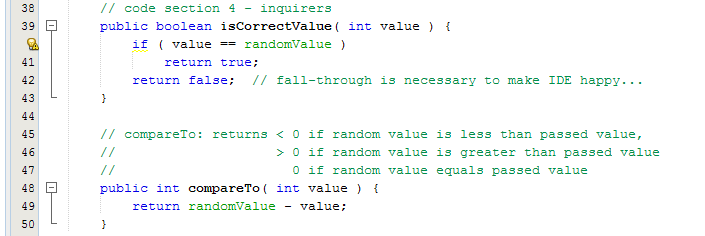 38 // code section 4 - inquirers
39 public boolean isCorrectValue( int value ) {
if ( value == randomValue )
41 return true;
42 return false;  // fall-through is necessary to make IDE happy...
43 }
44
45 // compareTo: returns < 0 if random value is less than passed value,
46 //                    > 0 if random value is greater than passed value
47 //                      0 if random value equals passed value
48 public int compareTo( int value ) {
49 return randomValue - value;
50 }